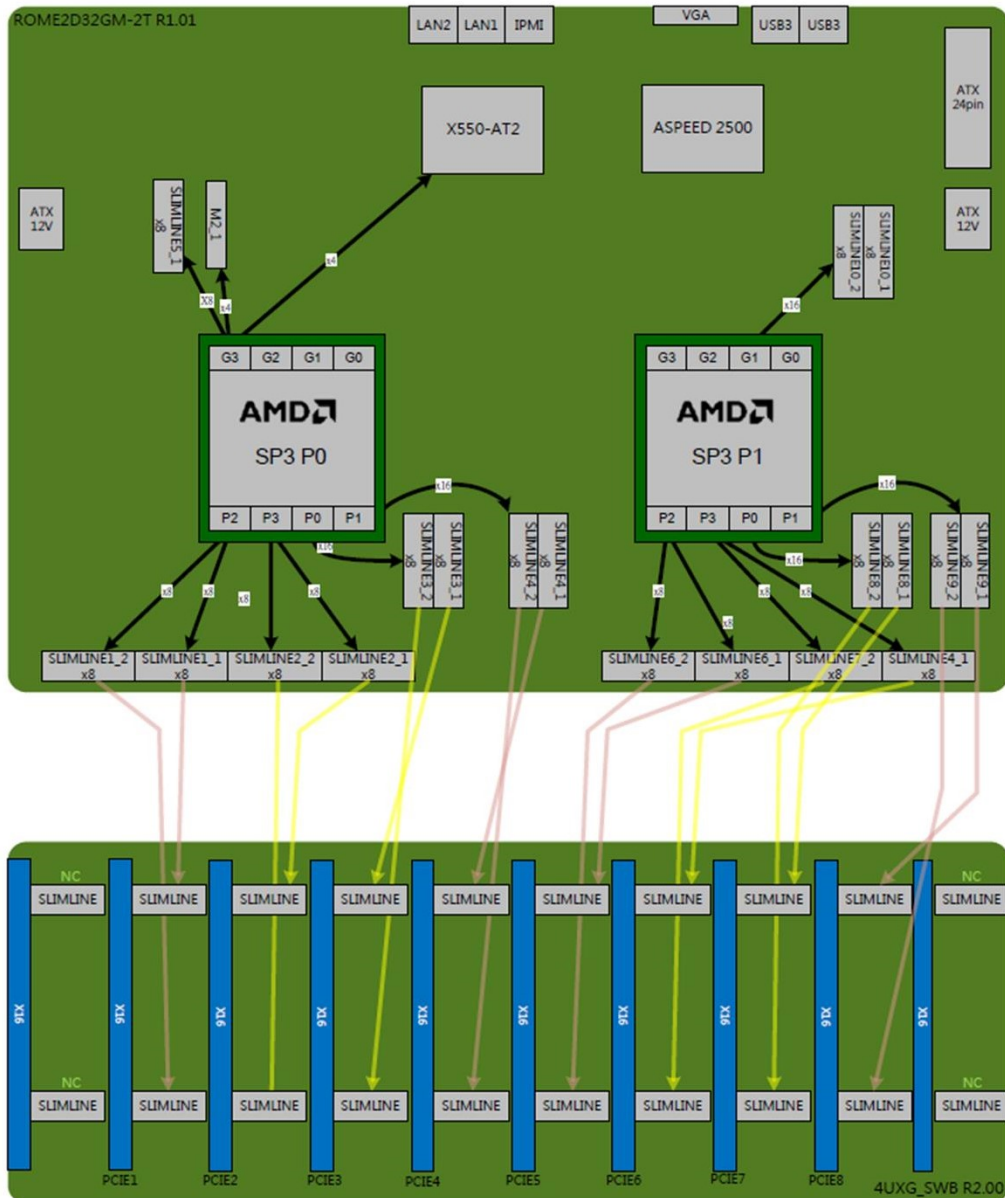 ROME2D32GM-2T R1.01
LAN2 LAN1 IPMI
VGA
USB3 USB3
ATX
24pin
X550-AT2
ASPEED 2500
ATX
12V
SLIMLINE5_1
x8
M2_1
SLIMLINE10_2
x8
SLIMLINE10_1
x8
ATX
12V
X8
x4
x4
x16
G3 G2 G1 G0
AMD
SP3 P0
P2 P3 P0 P1
G3 G2 G1 G0
AMD
SP3 P1
P2 P3 P0 P1
x16
x16
x16
x16
SLIMLINE3_2
x8
SLIMLINE3_1
x8
SLIMLINE4_2
x8
SLIMLINE4_1
x8
SLIMLINE8_2
x8
SLIMLINE8_1
x8
SLIMLINE9_2
x8
SLIMLINE9_1
x8
x8 x8 x8 x8
x8 x8 x8 x8
SLIMLINE1_2
x8
SLIMLINE1_1
x8
SLIMLINE2_2
x8
SLIMLINE2_1
x8
SLIMLINE6_2
x8
SLIMLINE6_1
x8
SLIMLINE7_2
x8
SLIMLINE4_1
x8
NC NC
SLIMLINE SLIMLINE SLIMLINE SLIMLINE SLIMLINE SLIMLINE SLIMLINE SLIMLINE SLIMLINE SLIMLINE
X16 X16 X16 X16 X16 X16 X16 X16 X16 X16
NC NC
SLIMLINE SLIMLINE SLIMLINE SLIMLINE SLIMLINE SLIMLINE SLIMLINE SLIMLINE SLIMLINE SLIMLINE
PCIE1 PCIE2 PCIE3 PCIE4 PCIE5 PCIE6 PCIE7 PCIE8
4UXG_SWB R2.00